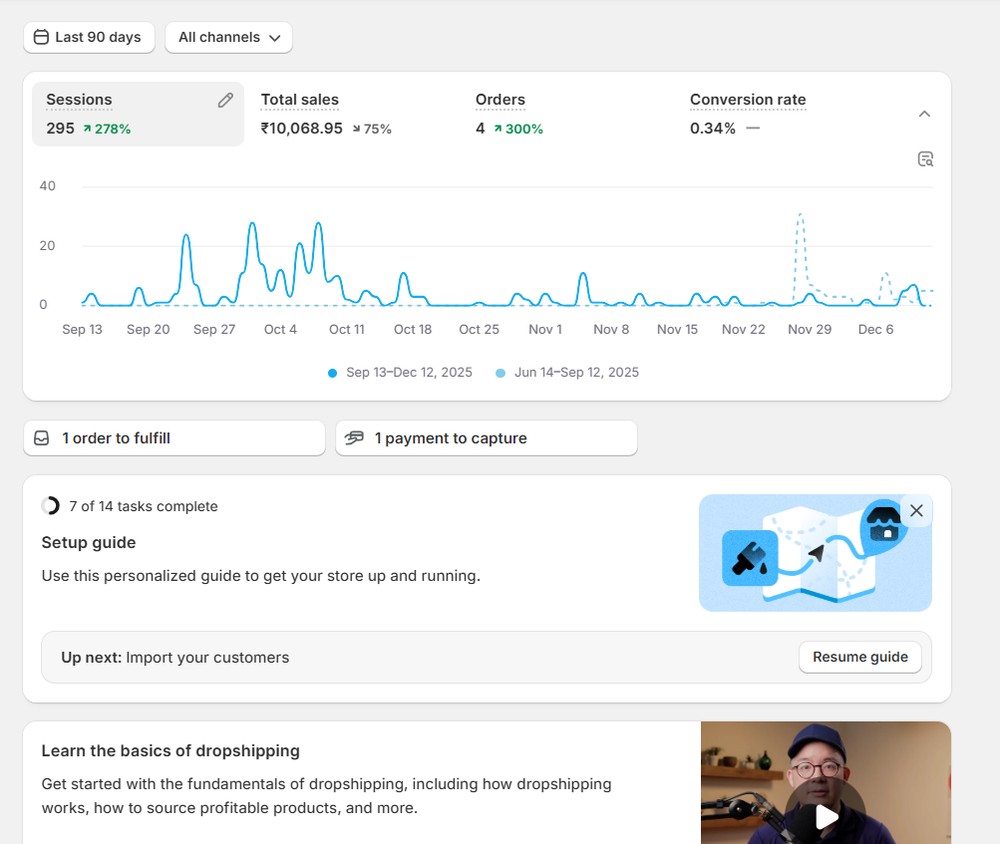 Last 90 days
All channels
Sessions
295 278%
Total sales
₹10,068.95 75%
Orders
4 300%
Conversion rate
0.34% —
40
20
0
Sep 13 Sep 20 Sep 27 Oct 4 Oct 11 Oct 18 Oct 25 Nov 1 Nov 8 Nov 15 Nov 22 Nov 29 Dec 6
Sep 13–Dec 12, 2025
Jun 14–Sep 12, 2025
1 order to fulfill
1 payment to capture
7 of 14 tasks complete
Setup guide
Use this personalized guide to get your store up and running.
Up next: Import your customers
Resume guide
Learn the basics of dropshipping
Get started with the fundamentals of dropshipping, including how dropshipping
works, how to source profitable products, and more.